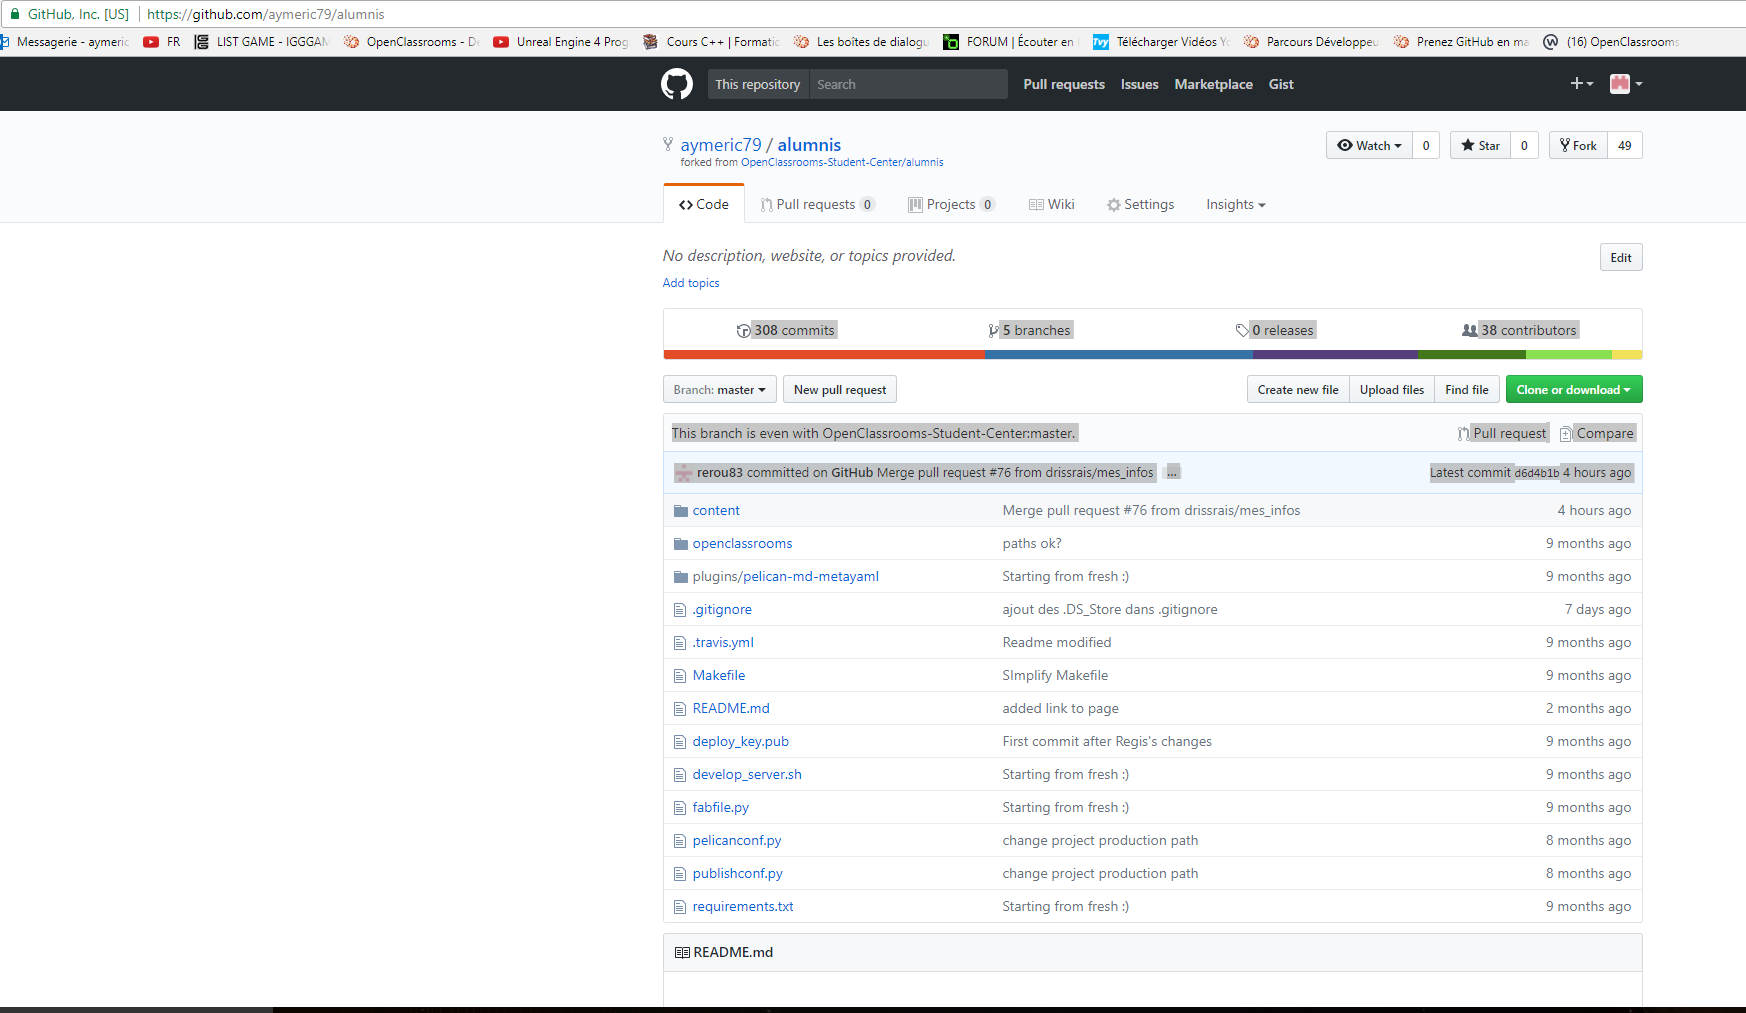 GitHub, Inc. [US] https://github.com/aymeric79/alumnis
Messagerie - aymeric FR LIST GAME - IGGGAM OpenClassrooms - De Unreal Engine 4 Prog Cours C++ | Formatio Les boîtes de dialogu FORUM | Écouter en Tvy Télécharger Vidéos Yo Parcours Développeu Prenez GitHub en ma (16) OpenClassrooms
This repository Search Pull requests Issues Marketplace Gist
aymeric79 / alumnis Watch 0 Star 0 Fork 49
forked from OpenClassrooms-Student-Center/alumnis
Code Pull requests 0 Projects 0 Wiki Settings Insights
No description, website, or topics provided. Edit
Add topics
308 commits 5 branches 0 releases 38 contributors
Branch: master New pull request Create new file Upload files Find file Clone or download
This branch is even with OpenClassrooms-Student-Center:master. Pull request Compare
rerou83 committed on GitHub Merge pull request #76 from drissrais/mes_infos ... Latest commit d6d4b1b 4 hours ago
content Merge pull request #76 from drissrais/mes_infos 4 hours ago
openclassrooms paths ok? 9 months ago
plugins/pelican-md-metayaml Starting from fresh :) 9 months ago
.gitignore ajout des .DS_Store dans .gitignore 7 days ago
.travis.yml Readme modified 9 months ago
Makefile SImplify Makefile 9 months ago
README.md added link to page 2 months ago
deploy_key.pub First commit after Regis's changes 9 months ago
develop_server.sh Starting from fresh :) 9 months ago
fabfile.py Starting from fresh :) 9 months ago
pelicanconf.py change project production path 8 months ago
publishconf.py change project production path 8 months ago
requirements.txt Starting from fresh :) 9 months ago
README.md